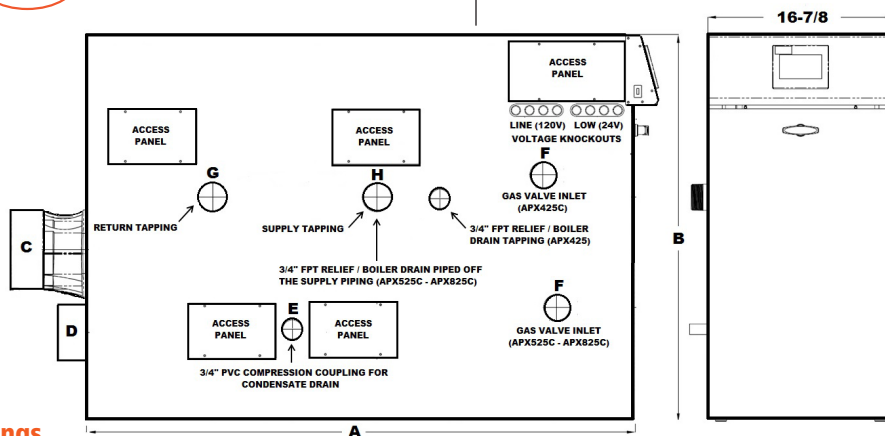 16-7/8
ACCESS
PANEL
LINE (120V) LOW (24V)
VOLTAGE KNOCKOUTS
ACCESS
PANEL
ACCESS
PANEL
F
GAS VALVE INLET
(APX425C)
G
H
RETURN TAPPING
SUPPLY TAPPING
3/4" FPT RELIEF / BOILER
DRAIN TAPPING (APX425)
B
C
3/4" FPT RELIEF / BOILER DRAIN PIPED OFF
THE SUPPLY PIPING (APX525C - APX825C)
F
GAS VALVE INLET
(APX525C - APX825C)
D
ACCESS
PANEL
E
ACCESS
PANEL
3/4" PVC COMPRESSION COUPLING FOR
CONDENSATE DRAIN
A